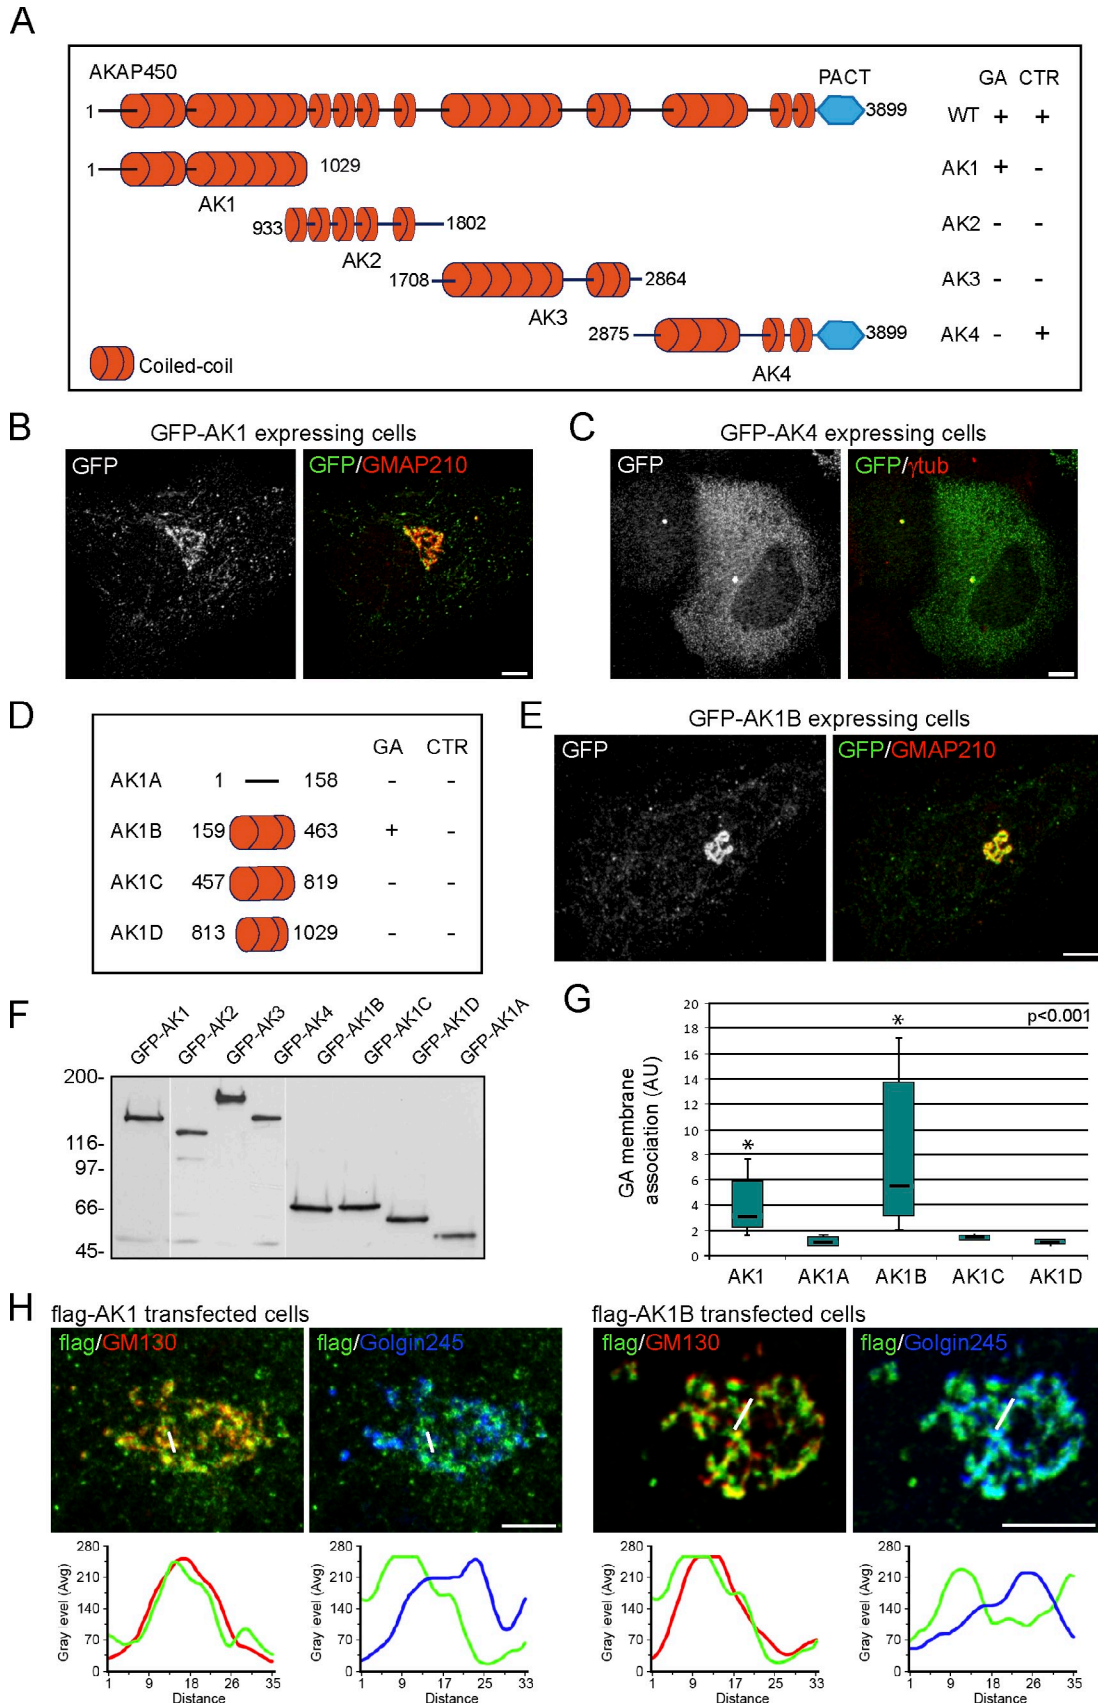 A
AKAP450
PACT
GA CTR
1
3899
WT + +
1
1029
AK1 + -
AK1
933
1802
AK2 - -
AK2
1708
2864
AK3 - -
AK3
2875
3899
AK4 - +
Coiled-coil
AK4
B
GFP-AK1 expressing cells
GFP
GFP/GMAP210
C
GFP-AK4 expressing cells
GFP
GFP/γtub
D
GA CTR
AK1A 1 158 - -
AK1B 159 463 + -
AK1C 457 819 - -
AK1D 813 1029 - -
E
GFP-AK1B expressing cells
GFP
GFP/GMAP210
F
GFP-AK1
GFP-AK2
GFP-AK3
GFP-AK4
GFP-AK1B
GFP-AK1C
GFP-AK1D
GFP-AK1A
200-
116-
97-
66-
45-
G
GA membrane
association (AU)
20
18
16
14
12
10
8
6
4
2
0
p<0.001
*
*
AK1 AK1A AK1B AK1C AK1D
H
flag-AK1 transfected cells
flag/GM130
flag/Golgin245
flag-AK1B transfected cells
flag/GM130
flag/Golgin245
Gray level (Avg)
280
210
140
70
0
1 9 18 26 35
Distance
Gray level (Avg)
280
210
140
70
0
1 9 17 25 33
Distance
Gray level (Avg)
280
210
140
70
0
1 9 17 25 33
Distance
Gray level (Avg)
280
210
140
70
0
1 9 18 26 35
Distance